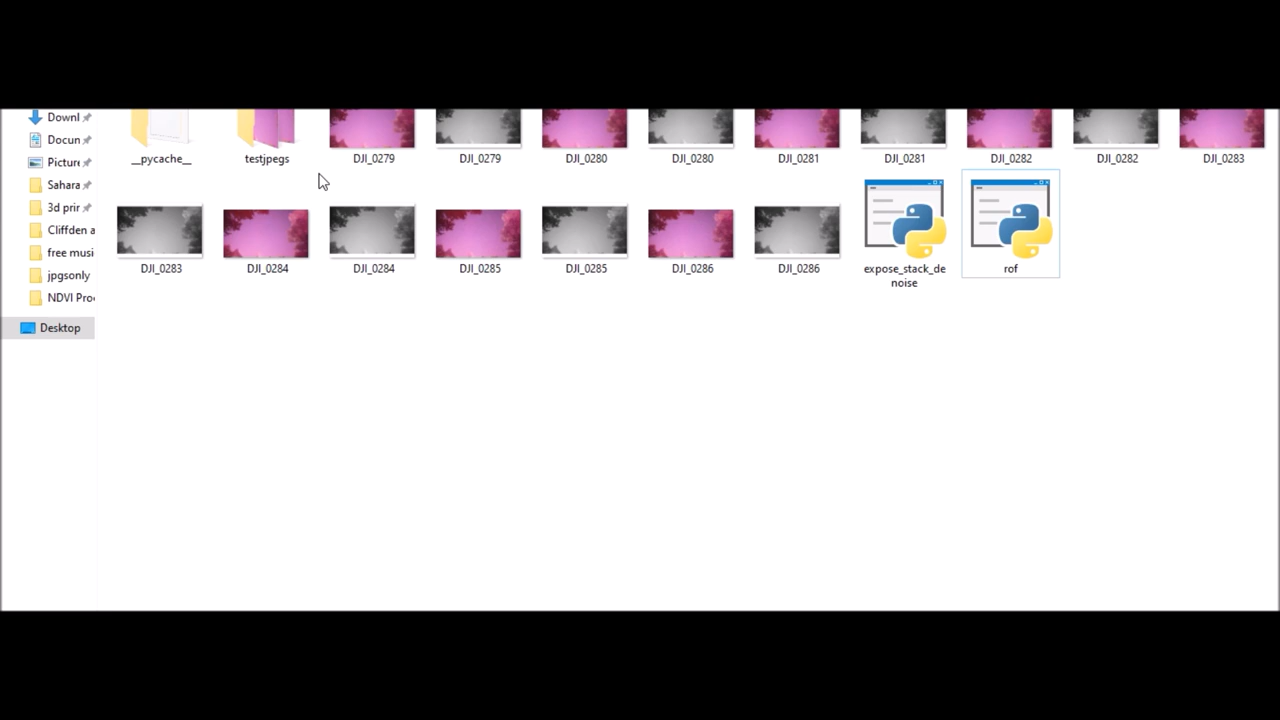 Downl
Docun
Picture
Sahara
3d prir
Cliffden a
free musi
jpgsonly
NDVI Pro
Desktop
__pycache__
testjpegs
DJI_0279
DJI_0279
DJI_0280
DJI_0280
DJI_0281
DJI_0281
DJI_0282
DJI_0282
DJI_0283
DJI_0283
DJI_0284
DJI_0284
DJI_0285
DJI_0285
DJI_0286
DJI_0286
expose_stack_de
noise
rof